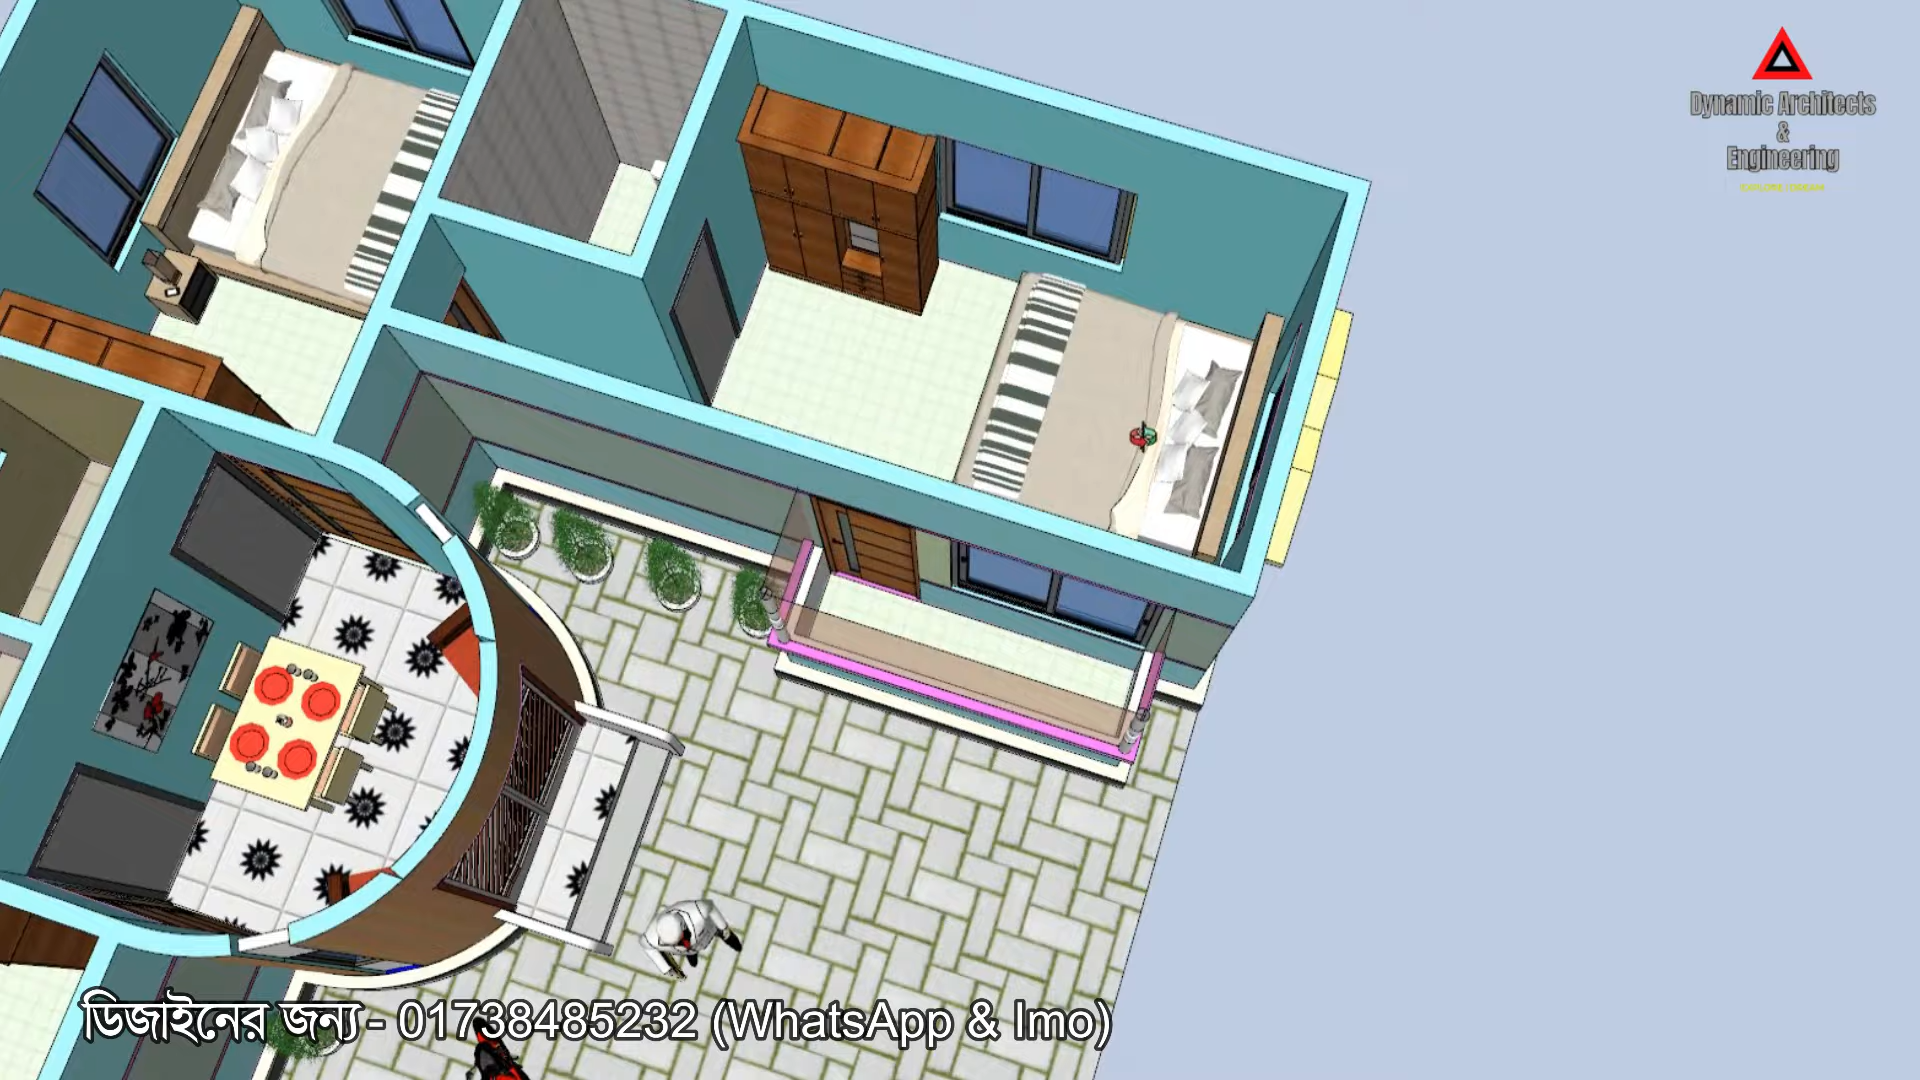 Dynamic Architects
&
Engineering
ডিজাইনের জন্য - 01738485232 (WhatsApp & Imo)